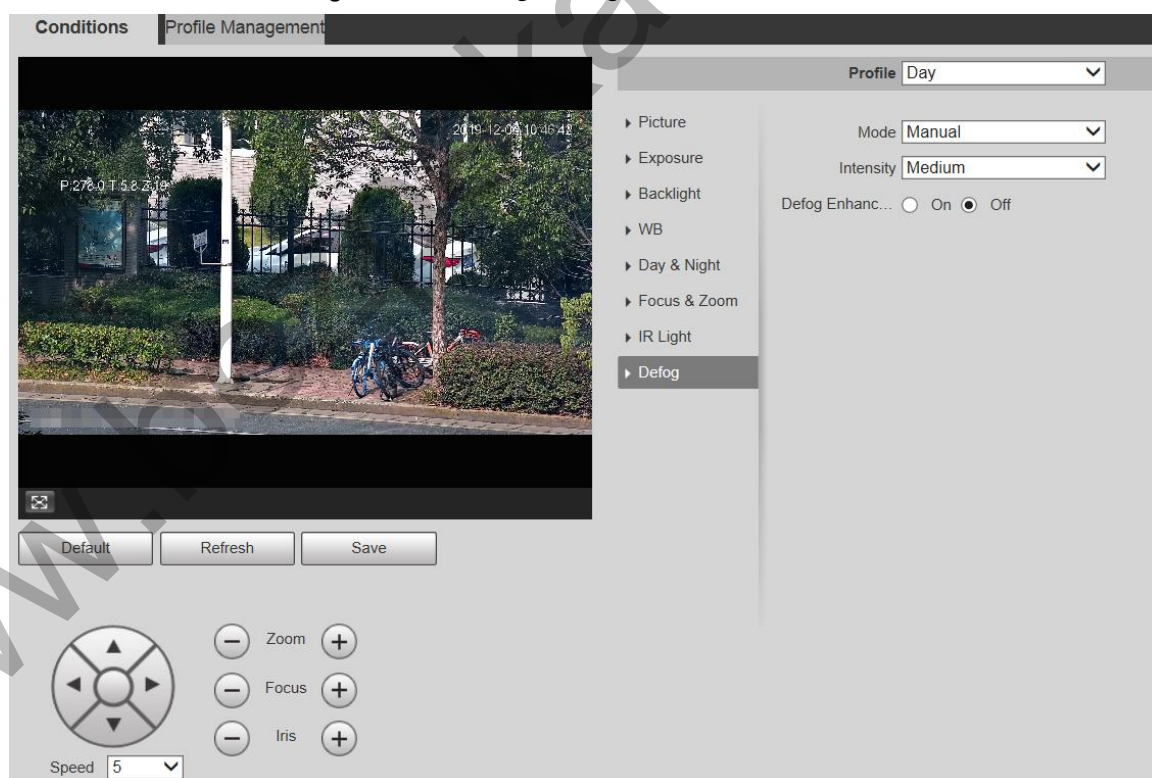 Conditions
Profile Management
Profile Day
2019-12-04 10:46:42
P:278.0 T:5.8 Z:19
Picture
Exposure
Backlight
WB
Day & Night
Focus & Zoom
IR Light
Defog
Mode Manual
Intensity Medium
Defog Enhanc... On Off
Default
Refresh
Save
Zoom
Focus
Iris
Speed 5